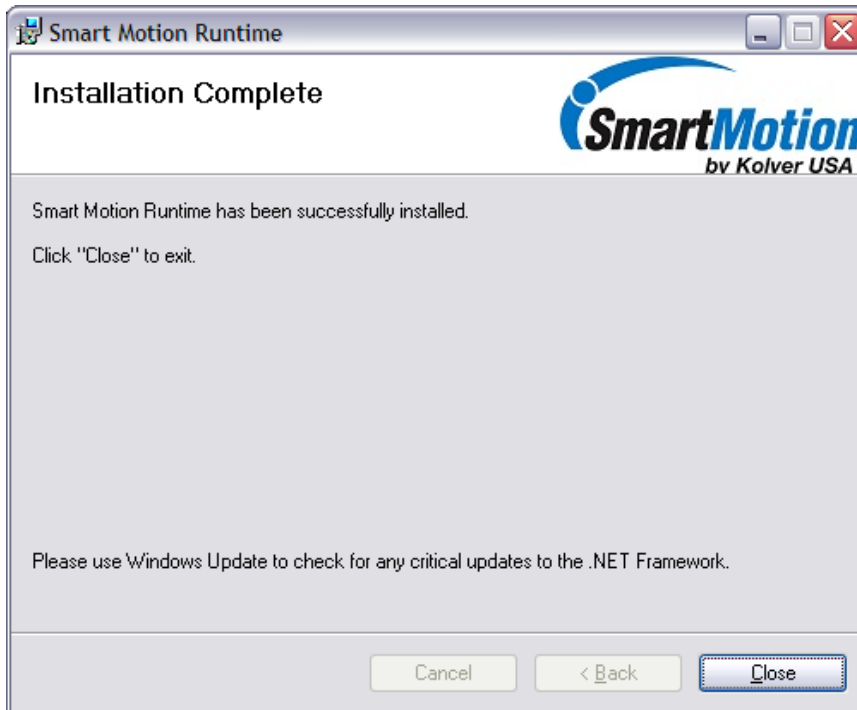 Smart Motion Runtime
Installation Complete
SmartMotion
by Kolver USA
Smart Motion Runtime has been successfully installed.
Click "Close" to exit.
Please use Windows Update to check for any critical updates to the .NET Framework.
Cancel
< Back
Close